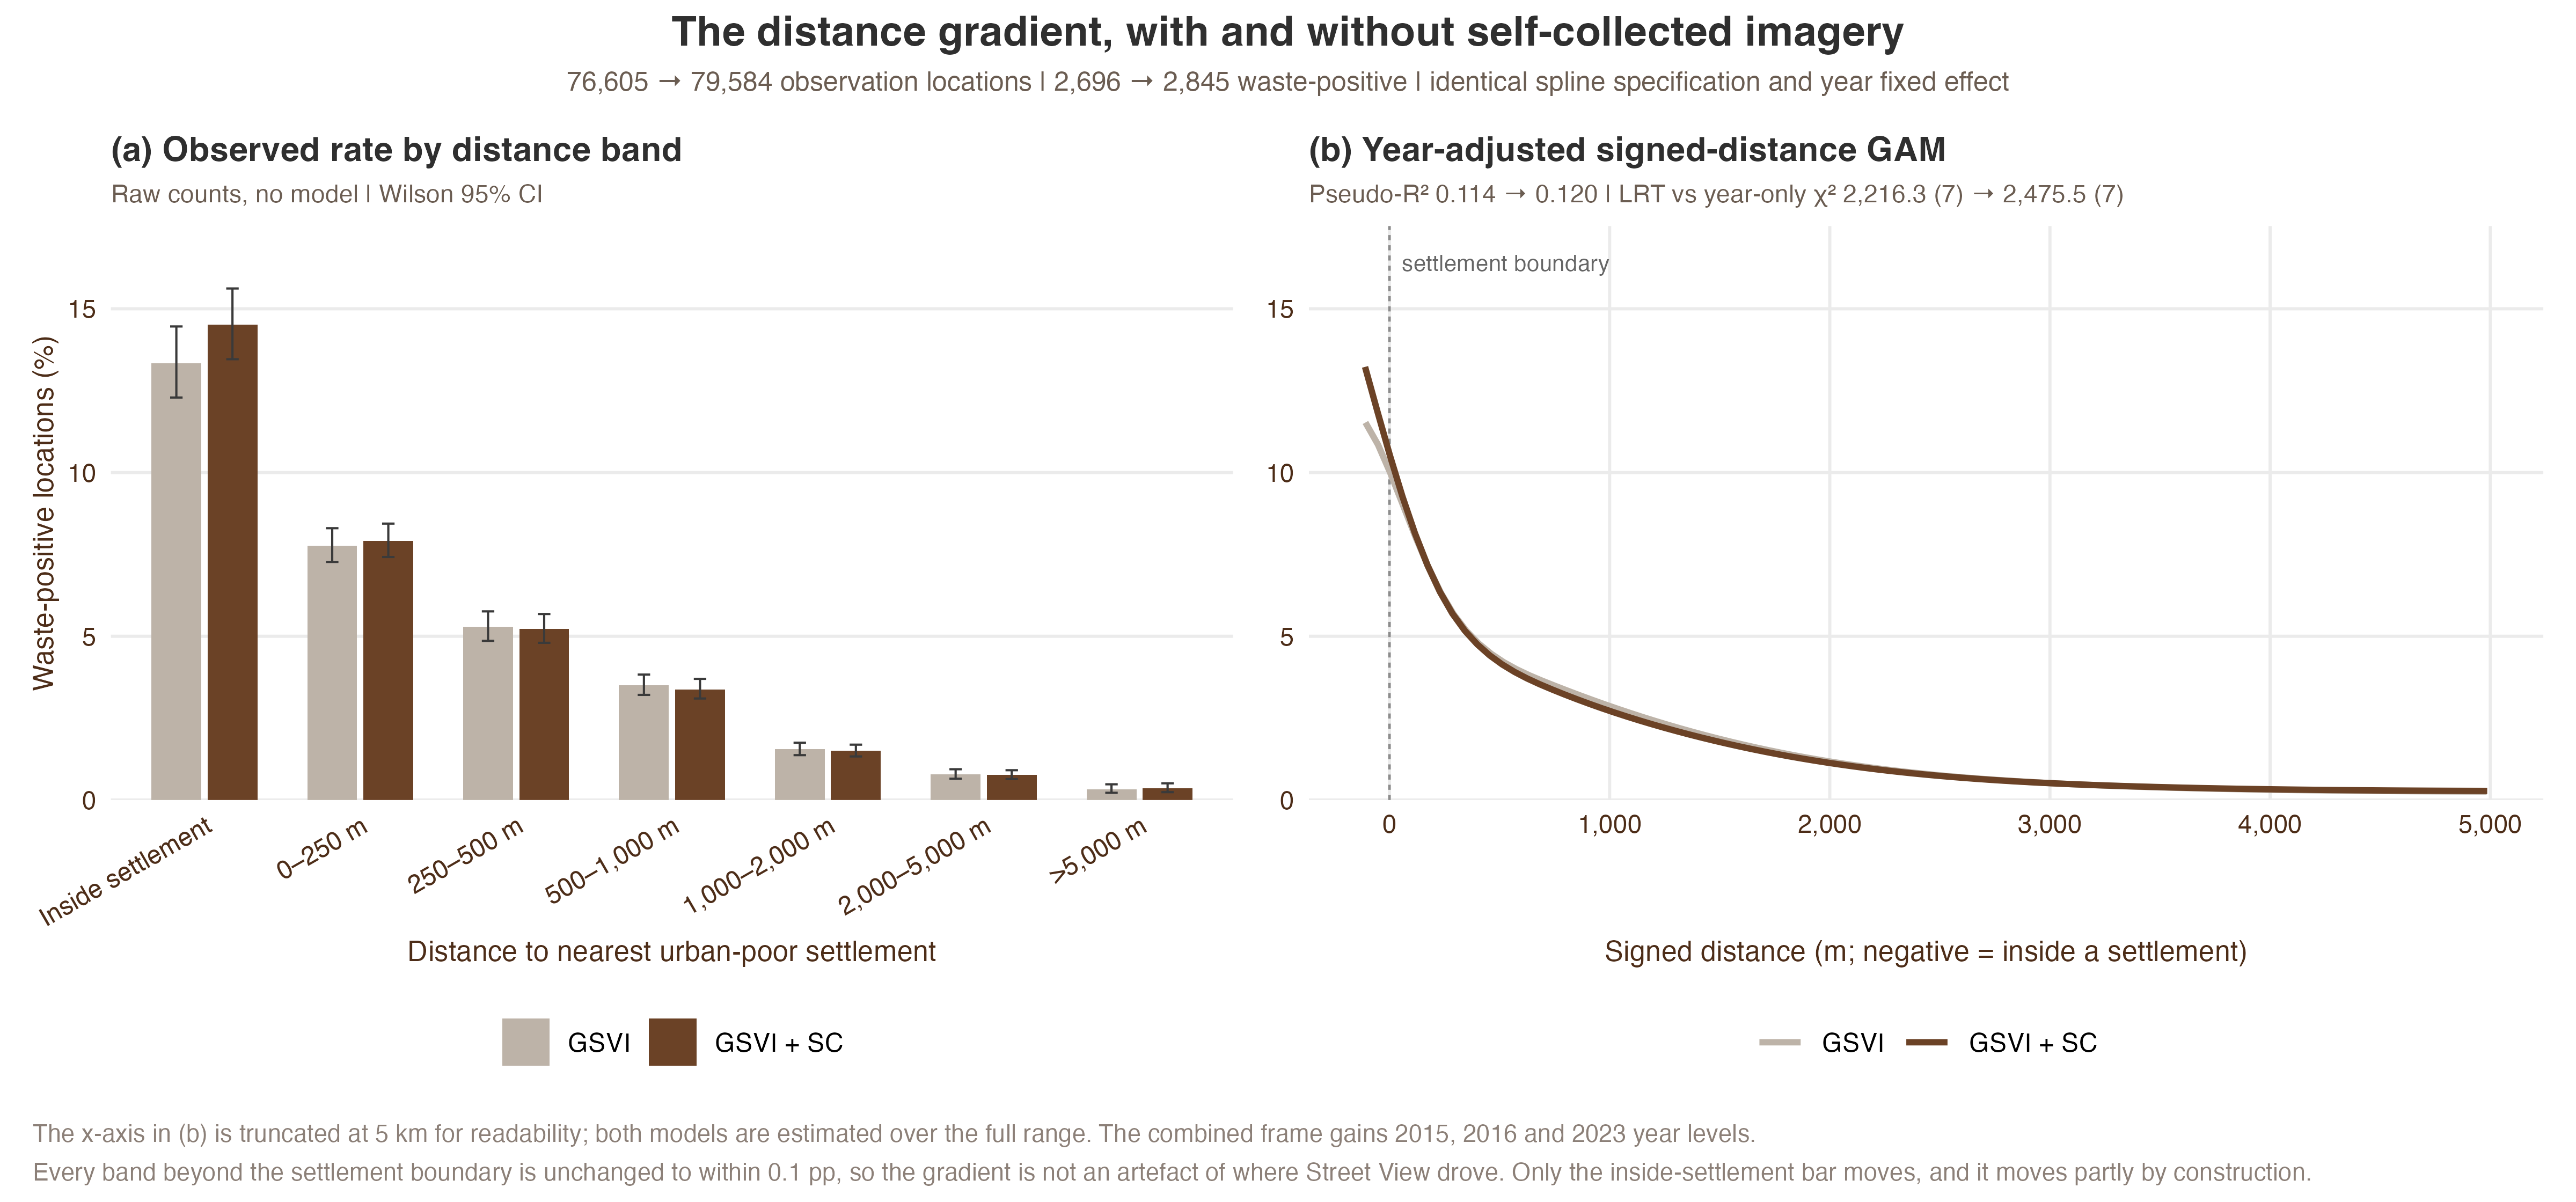 The distance gradient, with and without self-collected imagery
76,605 → 79,584 observation locations | 2,696 → 2,845 waste-positive | identical spline specification and year fixed effect
(a) Observed rate by distance band
Raw counts, no model | Wilson 95% CI
Waste-positive locations (%)
15
10
5
0
Inside settlement
0–250 m
250–500 m
500–1,000 m
1,000–2,000 m
2,000–5,000 m
>5,000 m
Distance to nearest urban-poor settlement
GSVI
GSVI + SC
(b) Year-adjusted signed-distance GAM
Pseudo-R² 0.114 → 0.120 | LRT vs year-only χ² 2,216.3 (7) → 2,475.5 (7)
settlement boundary
15
10
5
0
0
1,000
2,000
3,000
4,000
5,000
Signed distance (m; negative = inside a settlement)
GSVI
GSVI + SC
The x-axis in (b) is truncated at 5 km for readability; both models are estimated over the full range. The combined frame gains 2015, 2016 and 2023 year levels.
Every band beyond the settlement boundary is unchanged to within 0.1 pp, so the gradient is not an artefact of where Street View drove. Only the inside-settlement bar moves, and it moves partly by construction.